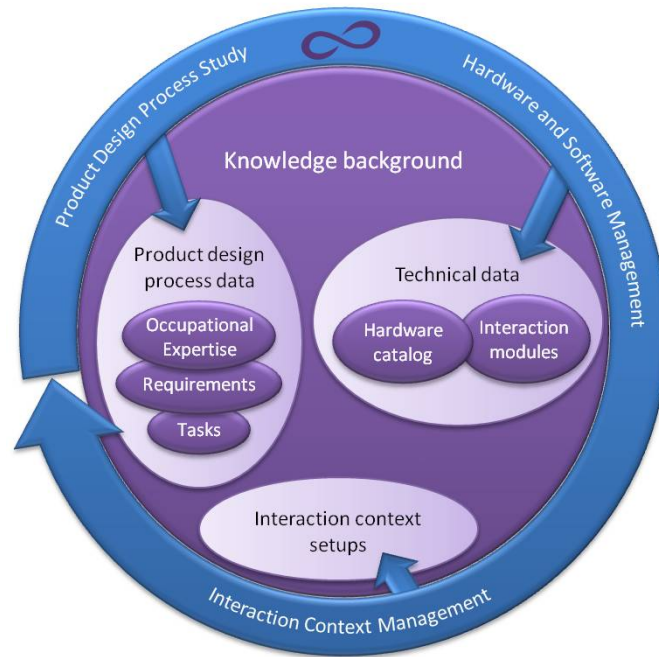 Product Design Process Study
Hardware and Software Management
Knowledge background
Product design
process data
Occupational
Expertise
Requirements
Tasks
Technical data
Hardware
catalog
Interaction
modules
Interaction context
setups
Interaction Context Management